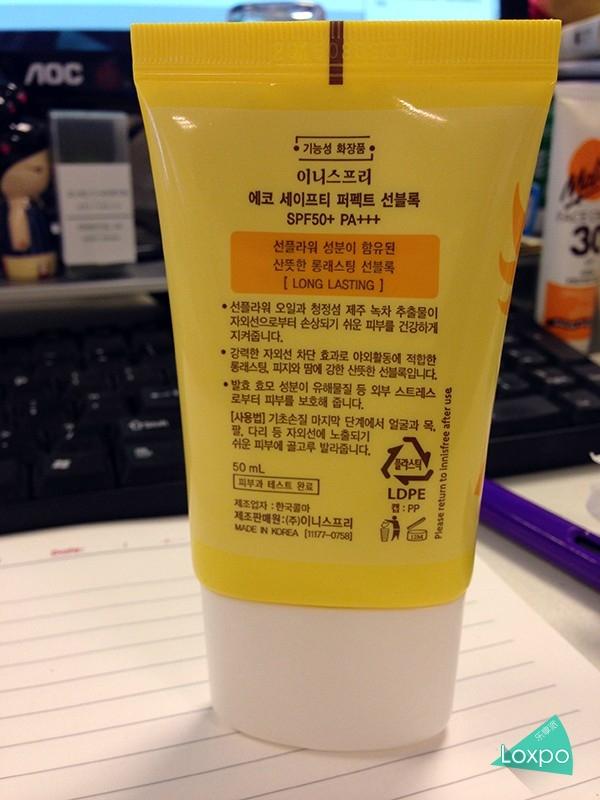 AOC
기능성 화장품
이니스프리
에코 세이프티 퍼펙트 선블록
SPF50+ PA+++
선플라워 성분이 함유된
산뜻한 롱래스팅 선블록
[ LONG LASTING ]
• 선플라워 오일과 청정섬 제주 녹차 추출물이
자외선으로부터 손상되기 쉬운 피부를 건강하게
지켜줍니다.
• 강력한 자외선 차단 효과로 야외활동에 적합한
롱래스팅, 피지와 땀에 강한 산뜻한 선블록입니다.
• 발효 효모 성분이 유해물질 등 외부 스트레스
로부터 피부를 보호해 줍니다.
[사용법] 기초손질 마지막 단계에서 얼굴과 목,
팔, 다리 등 자외선에 노출되기
쉬운 피부에 골고루 발라줍니다.
50 mL
피부과 테스트 완료
제조업자 : 한국콜마
제조판매원 : (주)이니스프리
MADE IN KOREA [11177-0758]
플라스틱
LDPE
캡 : PP
12M
Please return to innisfree after use
30
乐享派
Loxpo